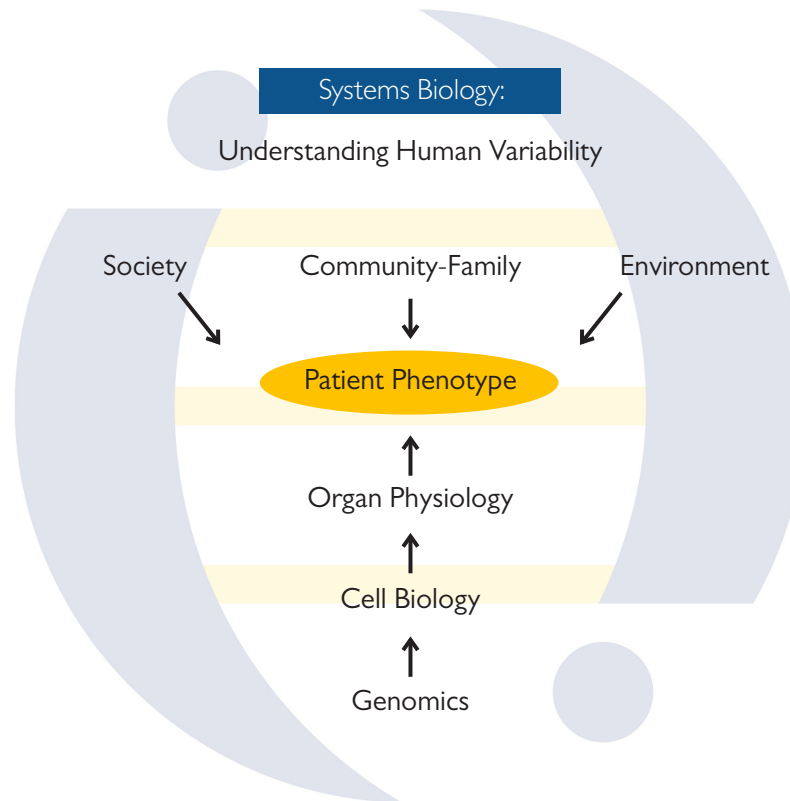 Systems Biology:
Understanding Human Variability
Society
Community-Family
Environment
Patient Phenotype
Organ Physiology
Cell Biology
Genomics